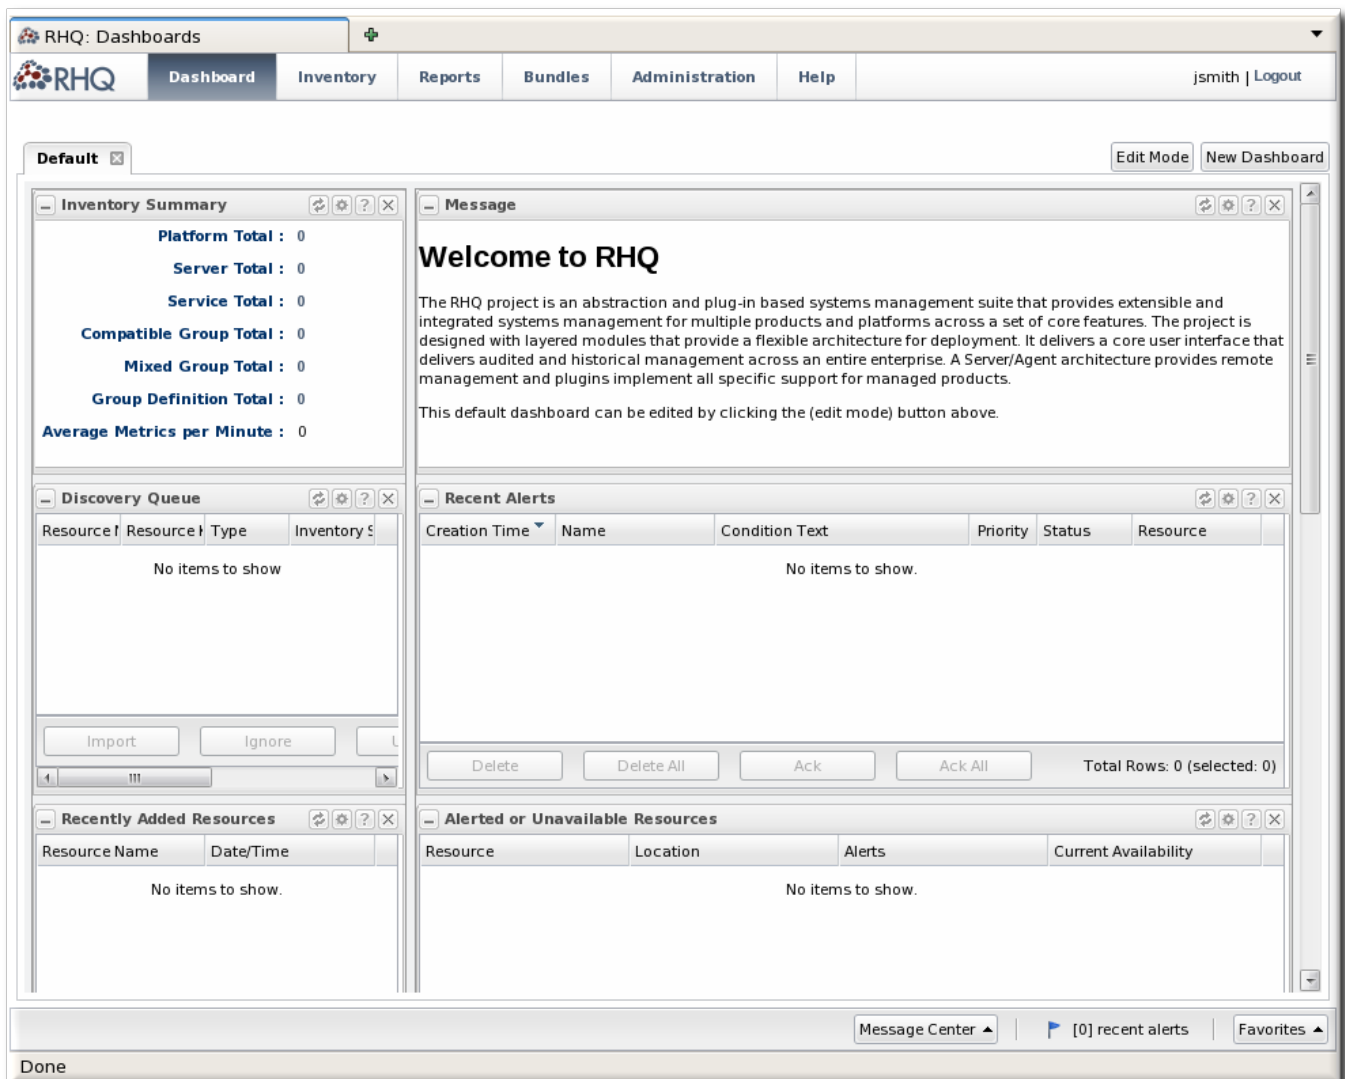 RHQ: Dashboards
RHQ Dashboard Inventory Reports Bundles Administration Help jsmith | Logout
Default Edit Mode New Dashboard
Inventory Summary
Platform Total : 0
Server Total : 0
Service Total : 0
Compatible Group Total : 0
Mixed Group Total : 0
Group Definition Total : 0
Average Metrics per Minute : 0
Message
Welcome to RHQ
The RHQ project is an abstraction and plug-in based systems management suite that provides extensible and
integrated systems management for multiple products and platforms across a set of core features. The project is
designed with layered modules that provide a flexible architecture for deployment. It delivers a core user interface that
delivers audited and historical management across an entire enterprise. A Server/Agent architecture provides remote
management and plugins implement all specific support for managed products.
This default dashboard can be edited by clicking the (edit mode) button above.
Discovery Queue
Resource Resource Type Inventory
No items to show
Import Ignore
Recent Alerts
Creation Time Name Condition Text Priority Status Resource
No items to show.
Delete Delete All Ack Ack All Total Rows: 0 (selected: 0)
Recently Added Resources
Resource Name Date/Time
No items to show.
Alerted or Unavailable Resources
Resource Location Alerts Current Availability
No items to show.
Message Center [0] recent alerts Favorites
Done